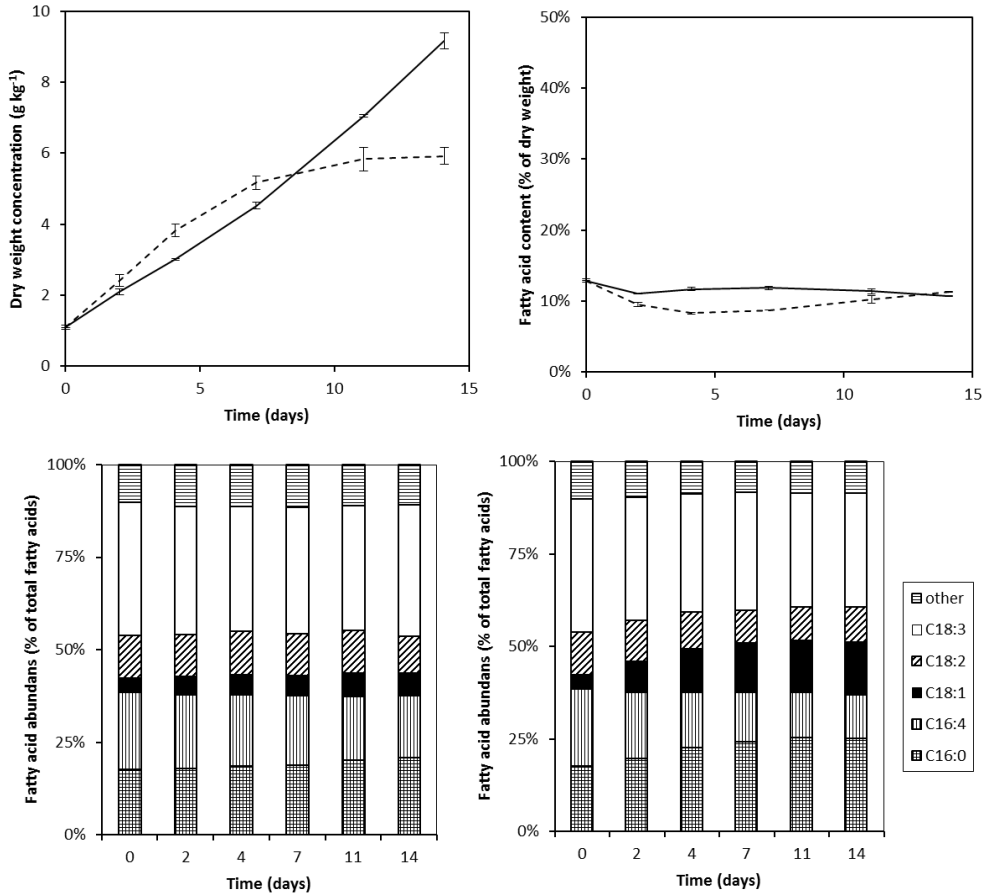 Dry weight concentration (g kg⁻¹)
10
8
6
4
2
0
0 5 10 15
Time (days)
Fatty acid content (% of dry weight)
50%
40%
30%
20%
10%
0%
0 5 10 15
Time (days)
Fatty acid abundans (% of total fatty acids)
100%
75%
50%
25%
0%
0 2 4 7 11 14
Time (days)
Fatty acid abundans (% of total fatty acids)
100%
75%
50%
25%
0%
0 2 4 7 11 14
Time (days)
other
C18:3
C18:2
C18:1
C16:4
C16:0